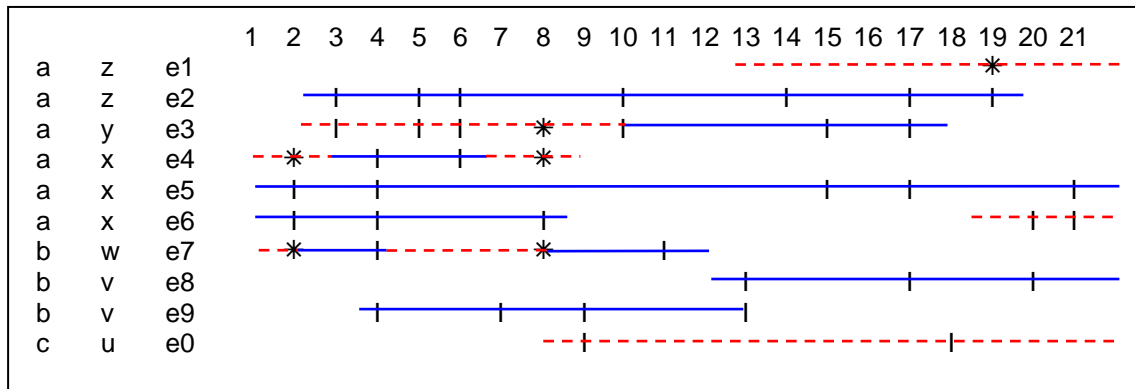 1 2 3 4 5 6 7 8 9 10 11 12 13 14 15 16 17 18 19 20 21
a z e1
a z e2
a y e3
a x e4
a x e5
a x e6
b w e7
b v e8
b v e9
c u e0